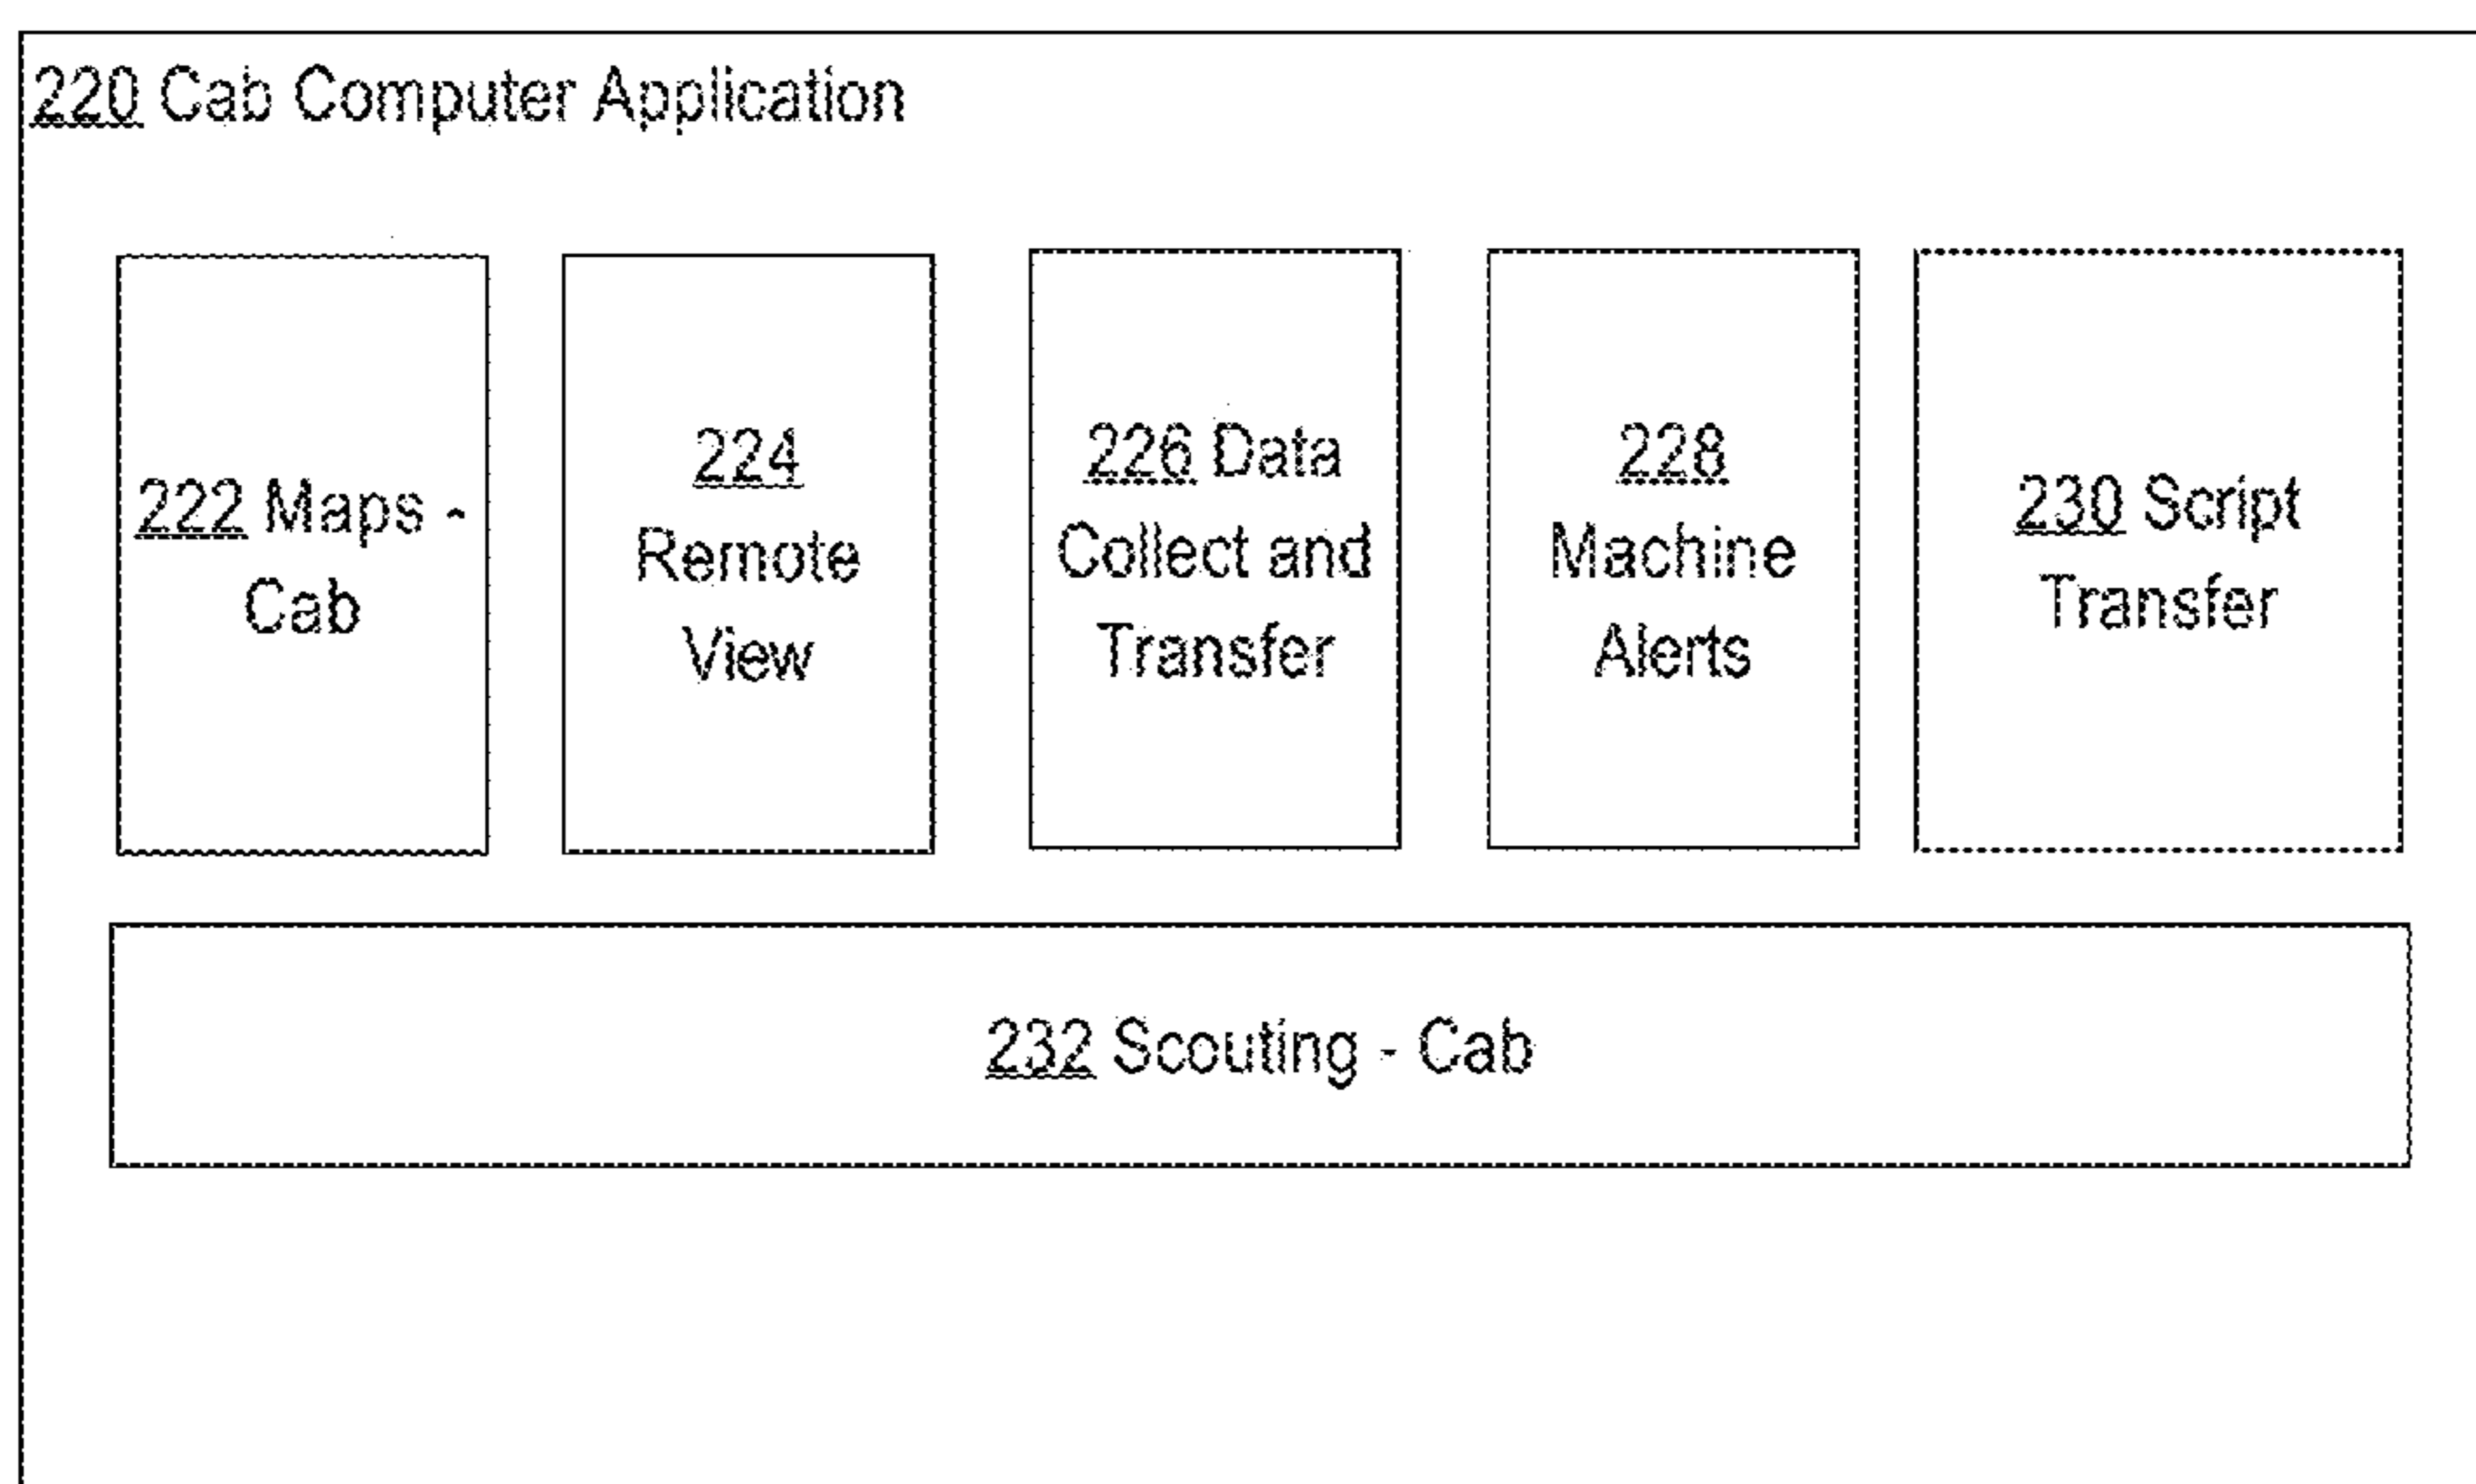 220 Cab Computer Application
222 Maps -
Cab
224
Remote
View
226 Data
Collect and
Transfer
228
Machine
Alerts
230 Script
Transfer
232 Scouting - Cab